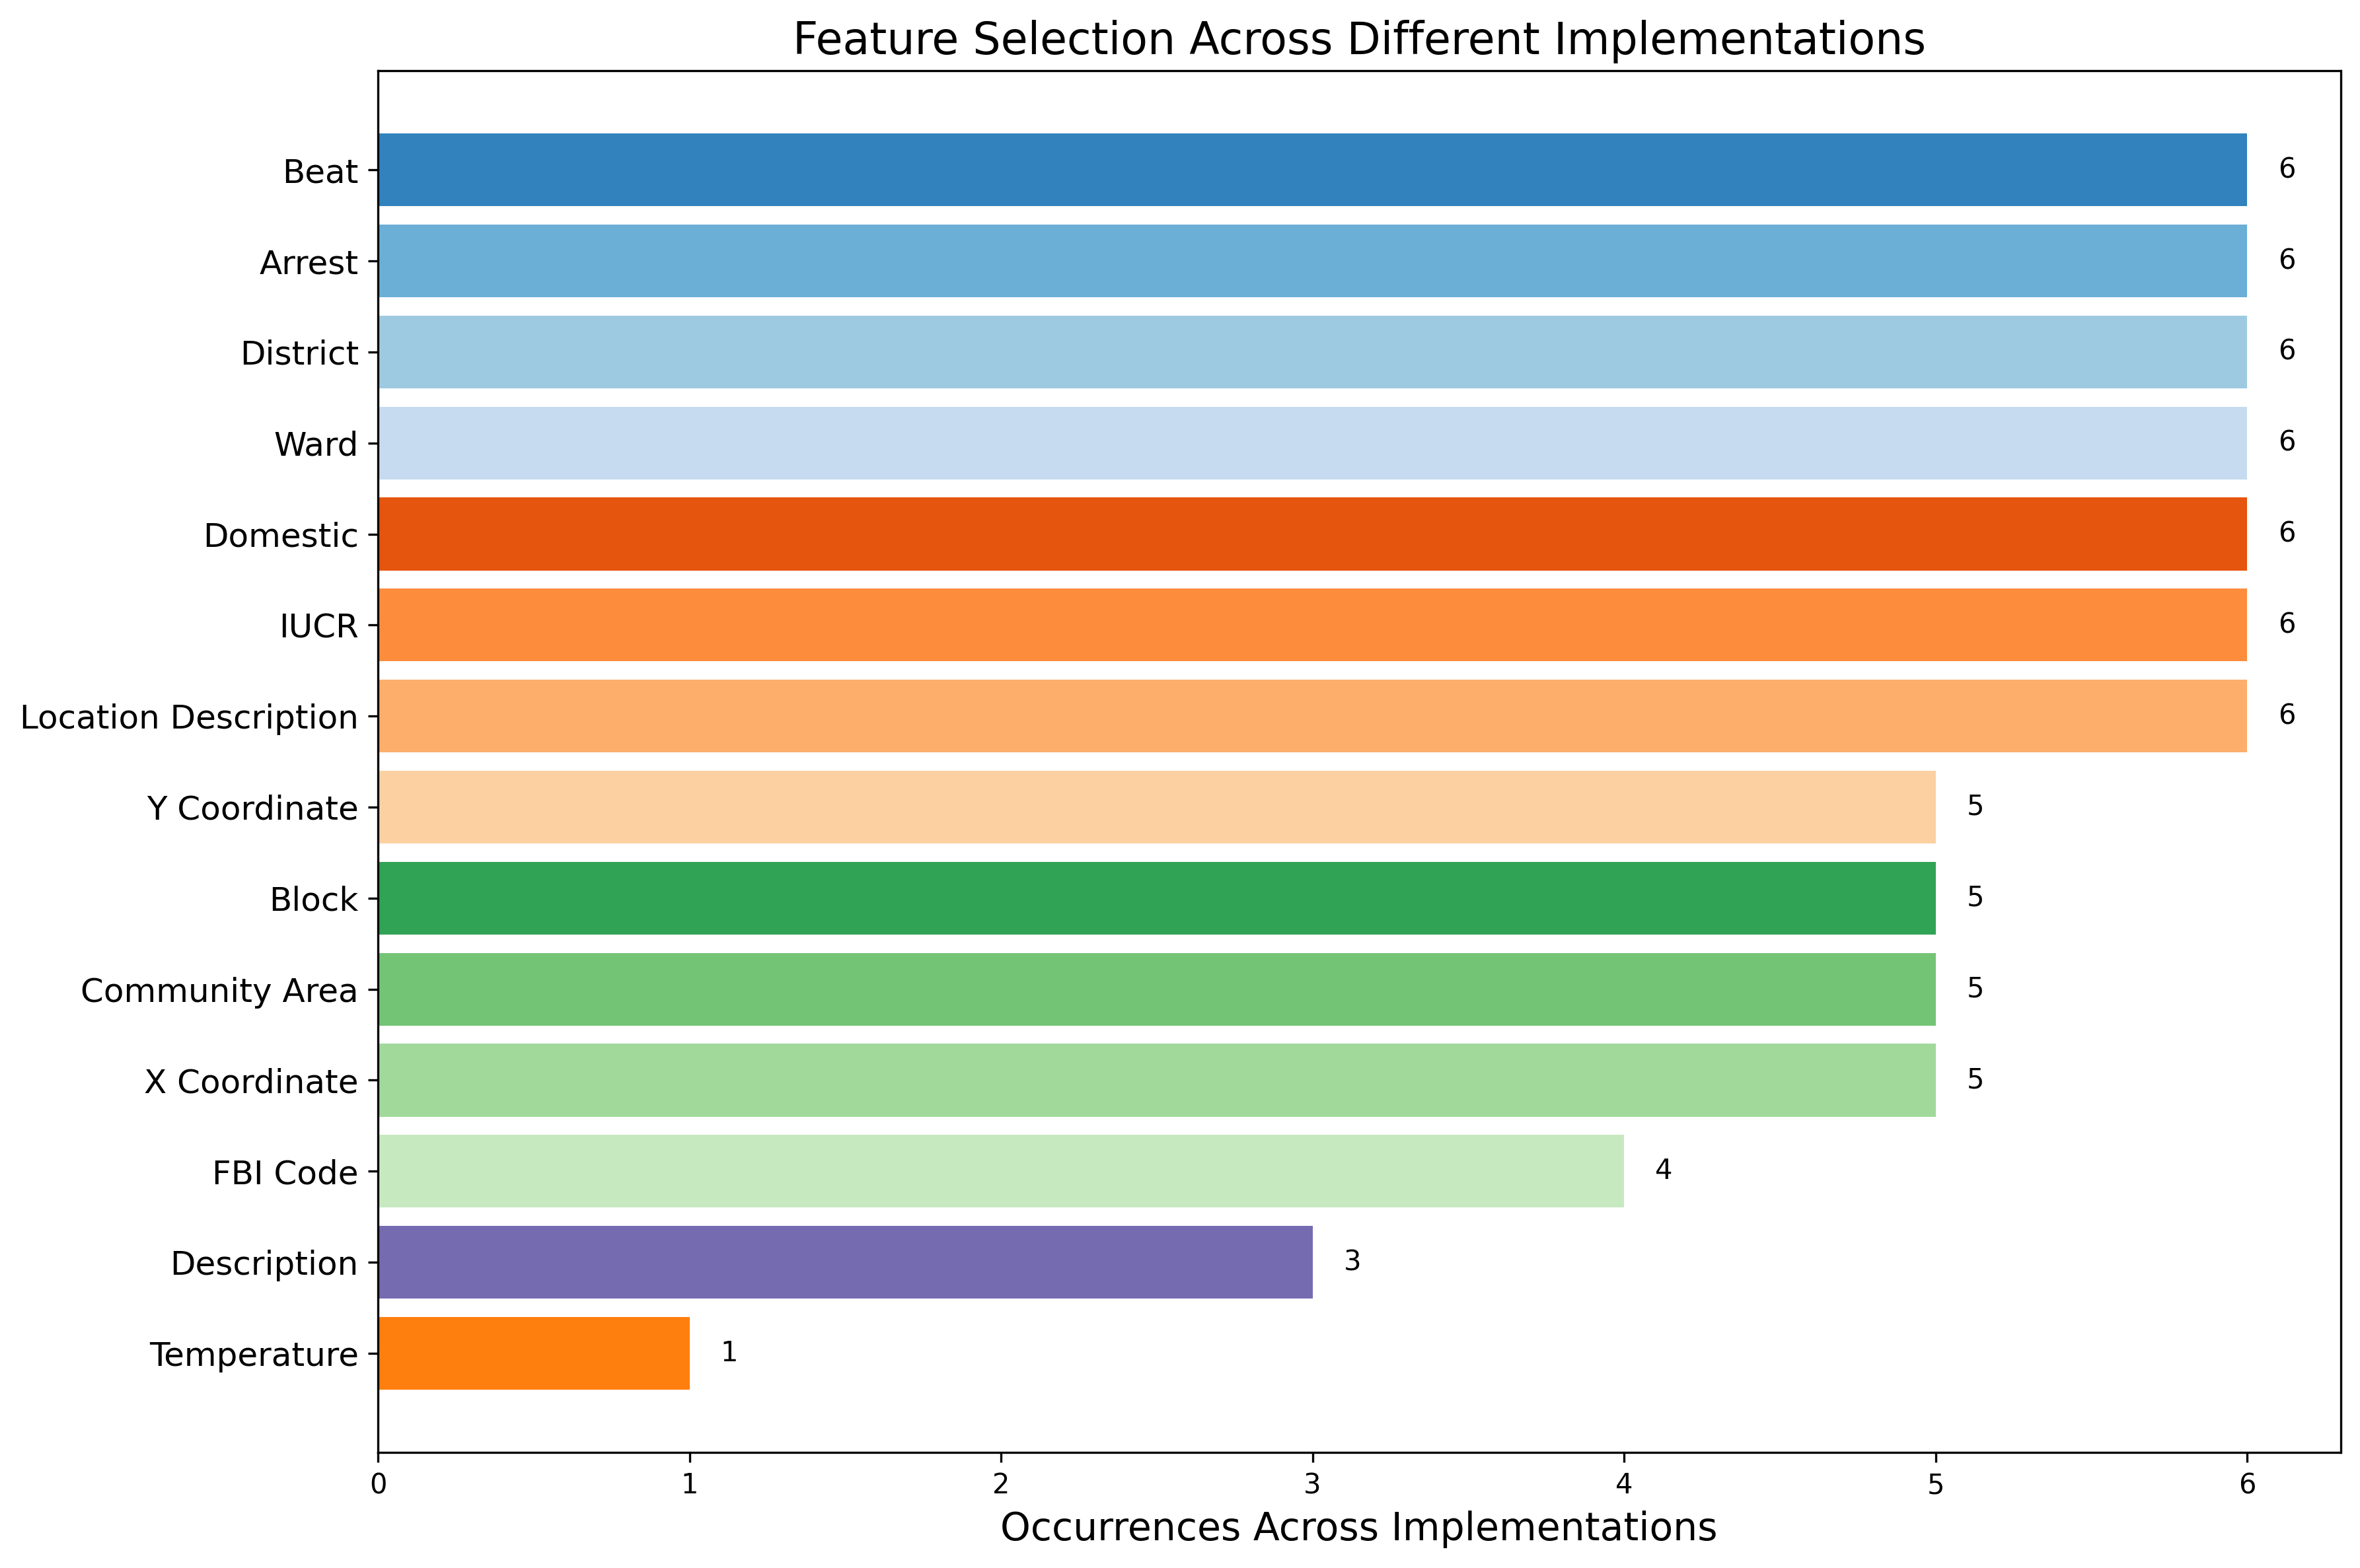 Feature Selection Across Different Implementations
Beat 6
Arrest 6
District 6
Ward 6
Domestic 6
IUCR 6
Location Description 6
Y Coordinate 5
Block 5
Community Area 5
X Coordinate 5
FBI Code 4
Description 3
Temperature 1
0 1 2 3 4 5 6
Occurrences Across Implementations